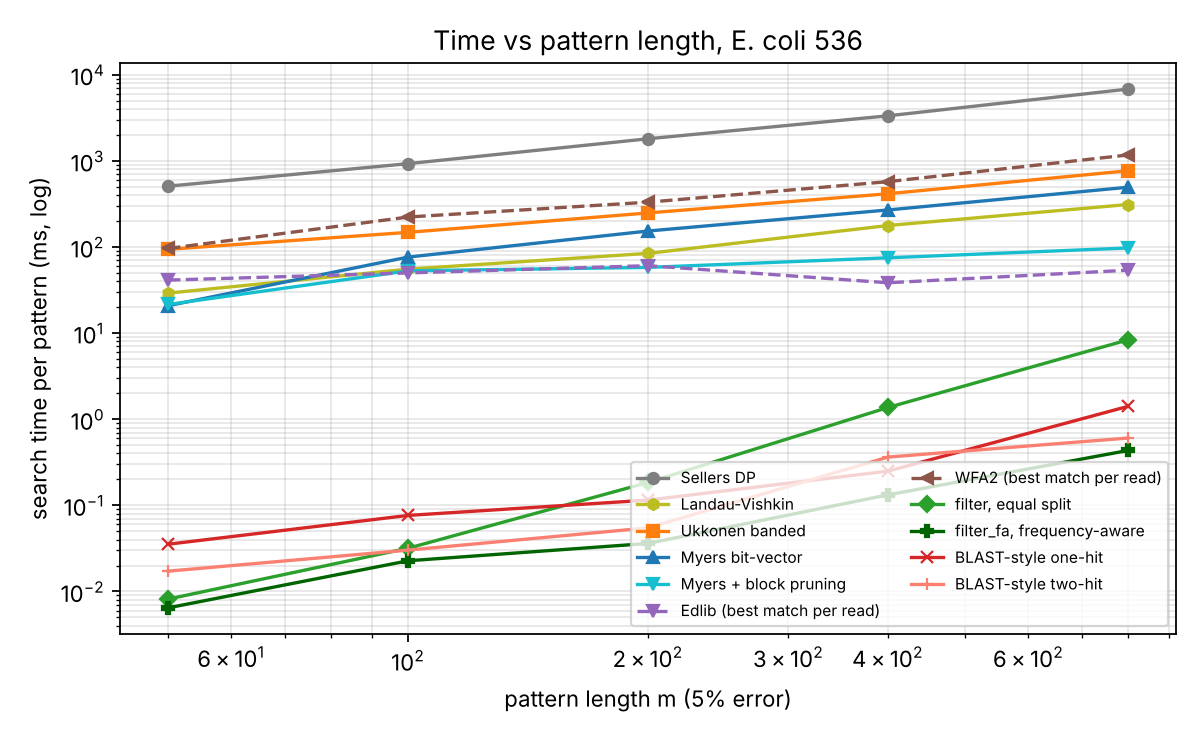 Time vs pattern length, E. coli 536
search time per pattern (ms, log)
10⁴
10³
10²
10¹
10⁰
10⁻¹
10⁻²
Sellers DP
Landau-Vishkin
Ukkonen banded
Myers bit-vector
Myers + block pruning
Edlib (best match per read)
WFA2 (best match per read)
filter, equal split
filter_fa, frequency-aware
BLAST-style one-hit
BLAST-style two-hit
6 × 10¹
10²
2 × 10²
3 × 10²
4 × 10²
6 × 10²
pattern length m (5% error)